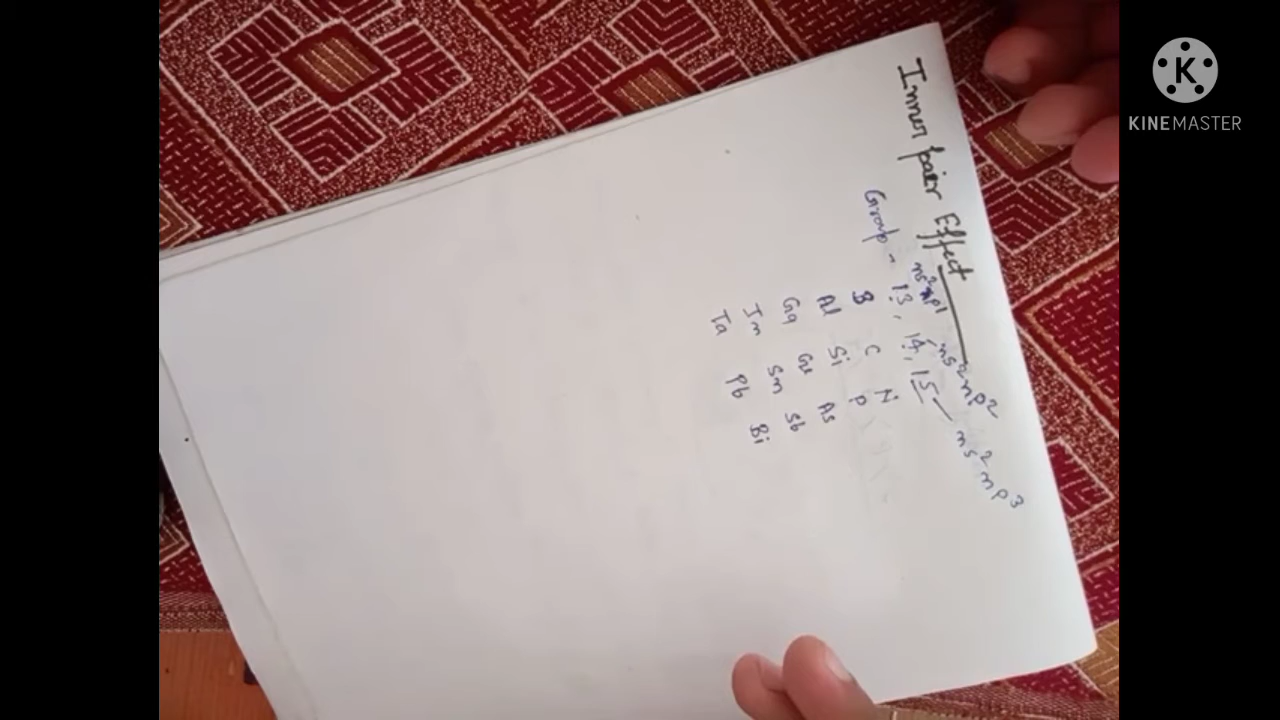 Inner pair Effect
ns²np¹ ns²np²
Group - 13, 14, 15 — ns²np³
B C N
Al Si P
Ga Ge As
In Sn Sb
Ta Pb Bi
KINEMASTER